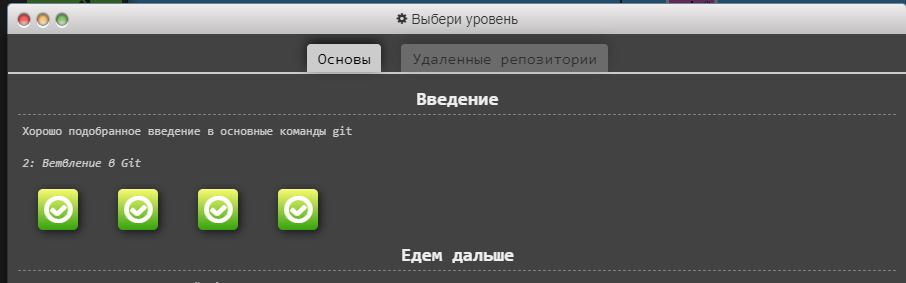 Выбери уровень
Основы
Удаленные репозитории
Введение
Хорошо подобранное введение в основные команды git
2: Ветвление в Git
Едем дальше